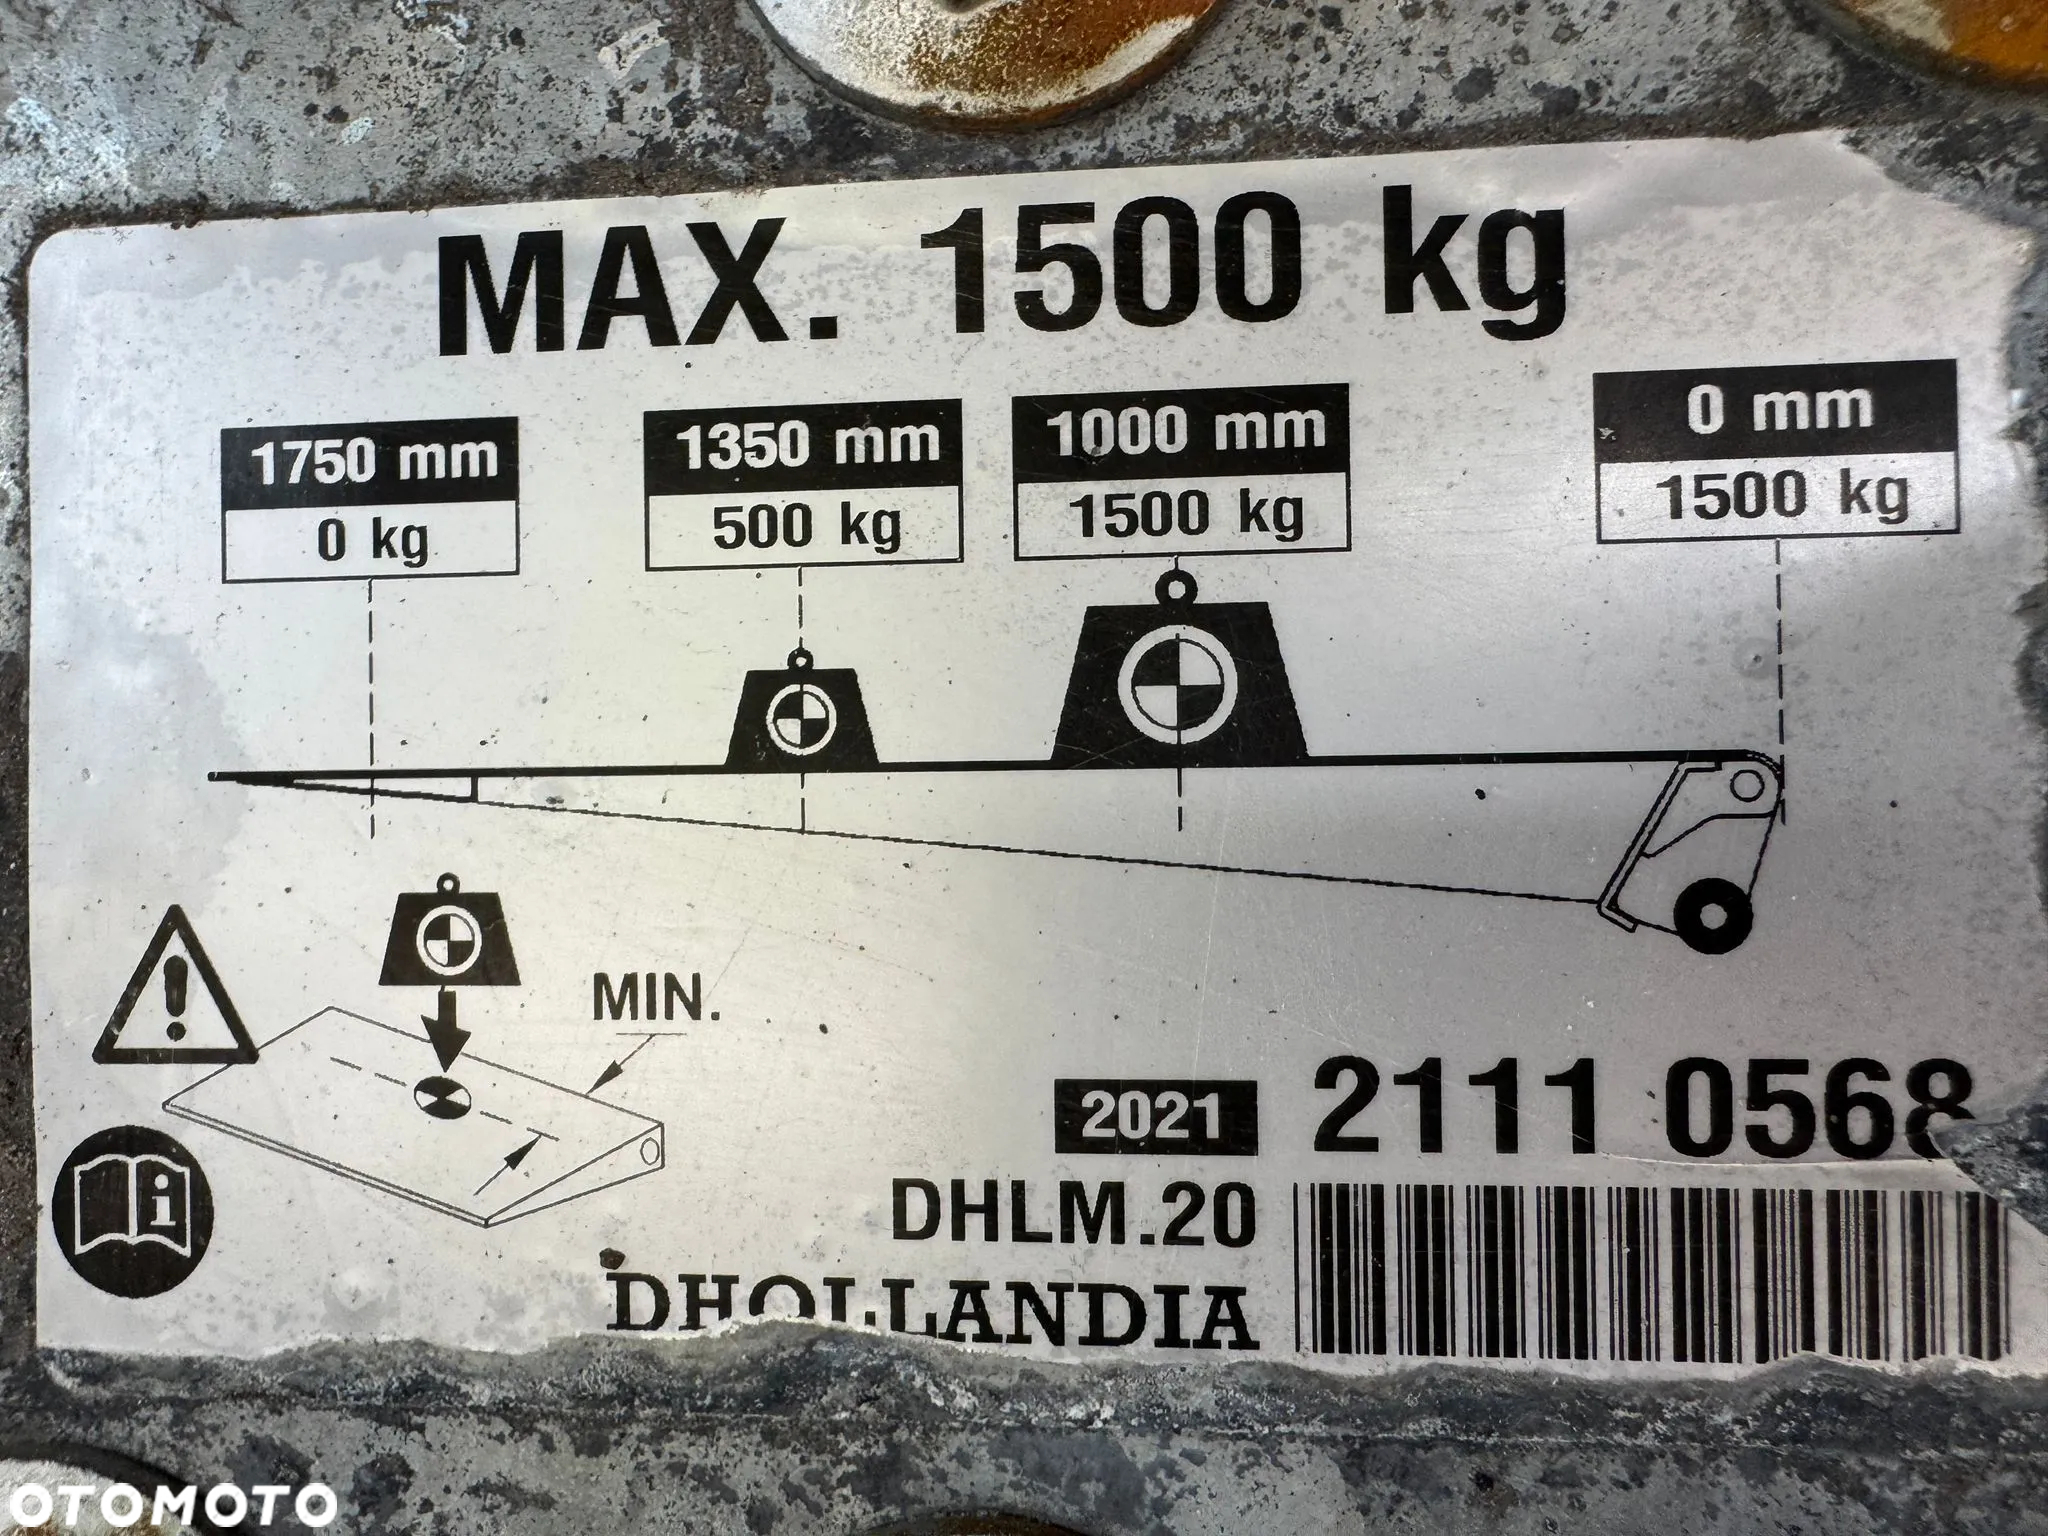 MAX. 1500 kg
1750 mm
0 kg
1350 mm
500 kg
1000 mm
1500 kg
0 mm
1500 kg
MIN.
2021 2111 0568
DHLM.20
DHOLLANDIA
OTOMOTO